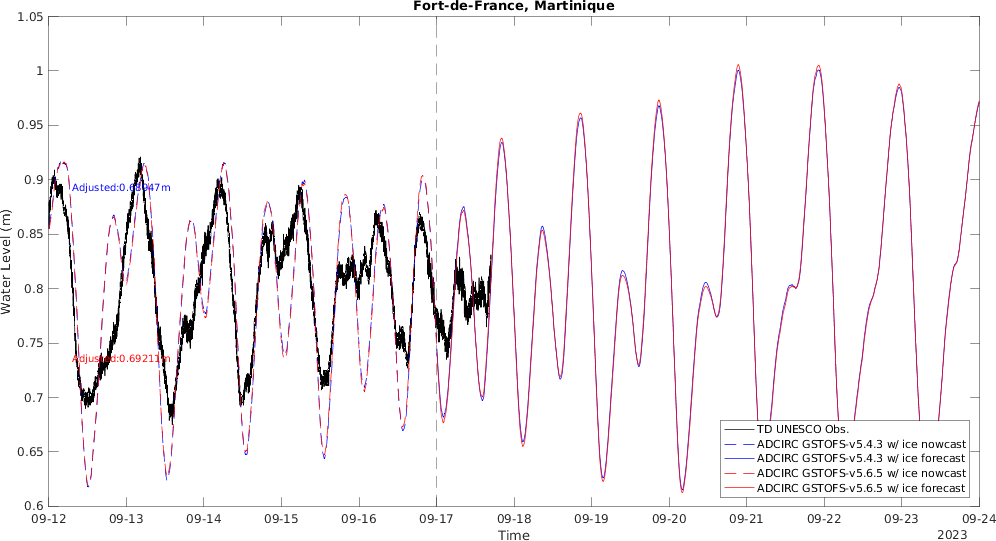 Fort-de-France, Martinique
1.05
1
0.95
0.9
0.85
0.8
0.75
0.7
0.65
0.6
Water Level (m)
Adjusted:0.68947m
Adjusted:0.69211m
TD UNESCO Obs.
ADCIRC GSTOFS-v5.4.3 w/ ice nowcast
ADCIRC GSTOFS-v5.4.3 w/ ice forecast
ADCIRC GSTOFS-v5.6.5 w/ ice nowcast
ADCIRC GSTOFS-v5.6.5 w/ ice forecast
09-12 09-13 09-14 09-15 09-16 09-17 09-18 09-19 09-20 09-21 09-22 09-23 09-24
Time
2023